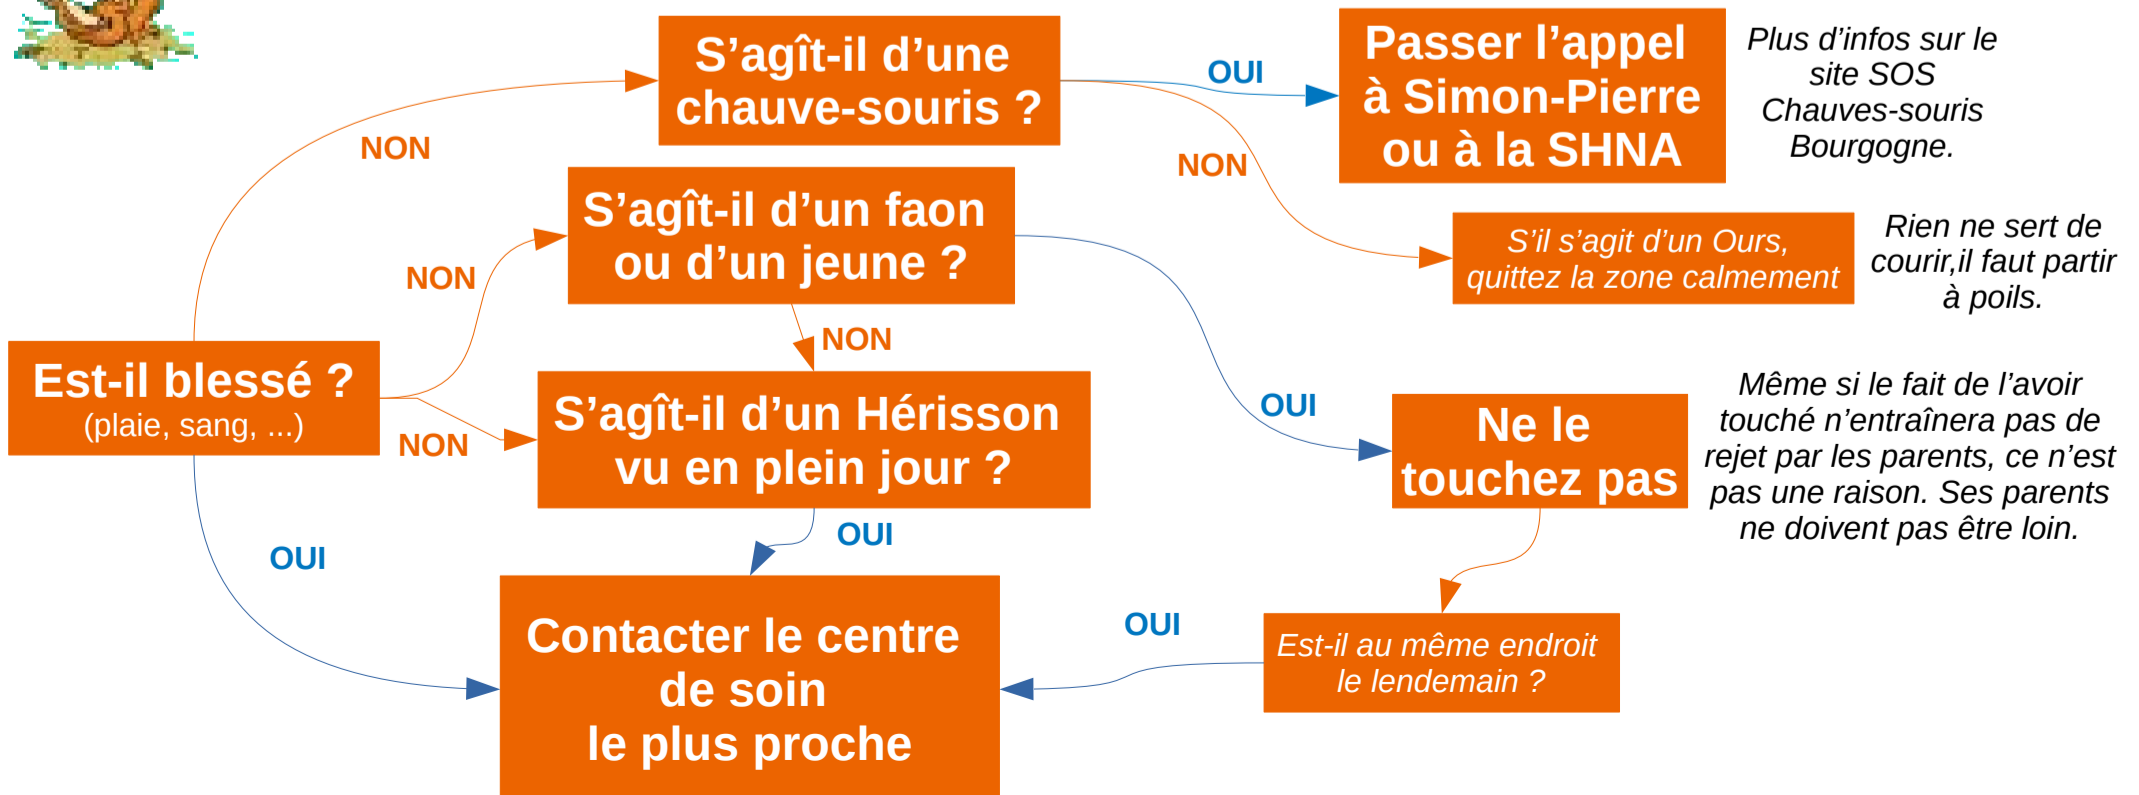 S’agît-il d’une
chauve-souris ?
OUI
NON
Passer l’appel
à Simon-Pierre
ou à la SHNA
Plus d’infos sur le
site SOS
Chauves-souris
Bourgogne.
NON
S’agît-il d’un faon
ou d’un jeune ?
NON
NON
OUI
S’il s’agit d’un Ours,
quittez la zone calmement
Rien ne sert de
courir,il faut partir
à poils.
Est-il blessé ?
(plaie, sang, ...)
NON
OUI
S’agît-il d’un Hérisson
vu en plein jour ?
OUI
Ne le
touchez pas
Même si le fait de l’avoir
touché n’entraînera pas de
rejet par les parents, ce n’est
pas une raison. Ses parents
ne doivent pas être loin.
Contacter le centre
de soin
le plus proche
OUI
Est-il au même endroit
le lendemain ?